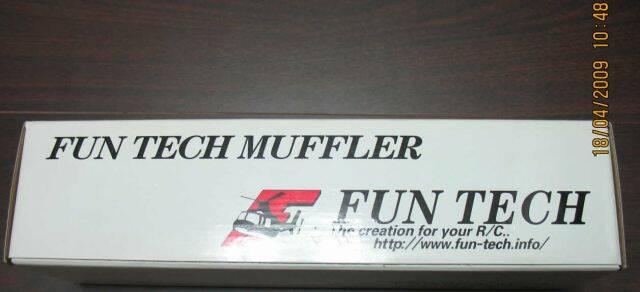 FUN TECH MUFFLER
FUN TECH
The creation for your R/C..
http://www.fun-tech.info/
18/04/2009 10:48